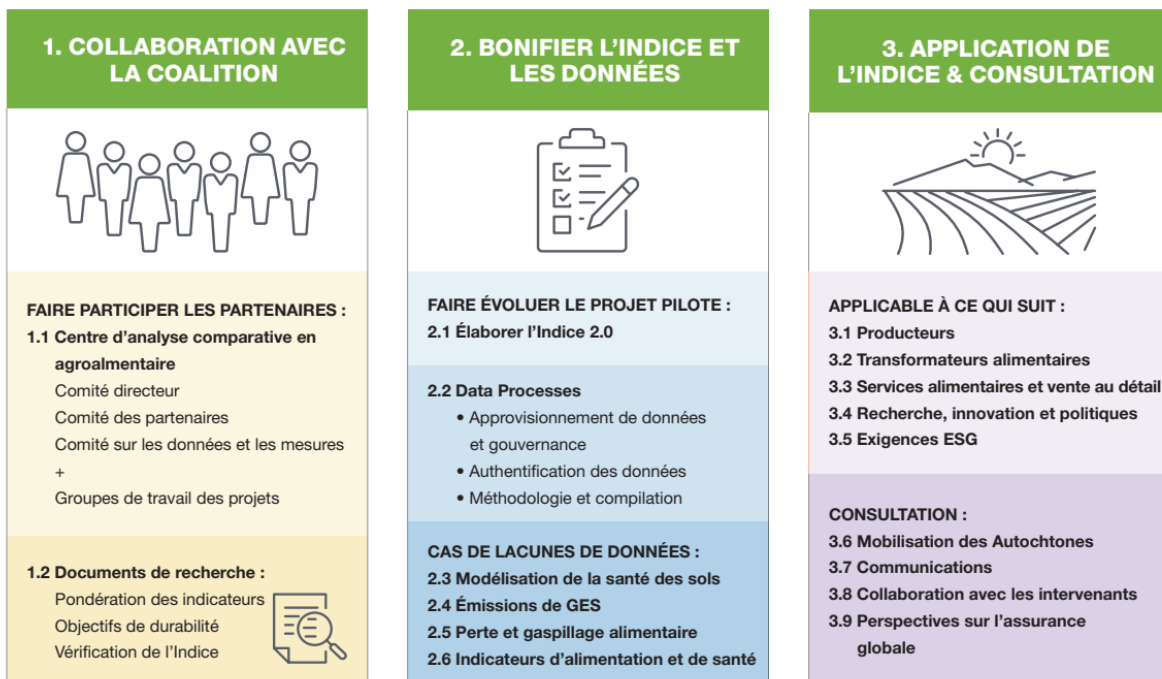 1. COLLABORATION AVEC
LA COALITION
FAIRE PARTICIPER LES PARTENAIRES :
1.1 Centre d'analyse comparative en
agroalmentaire
Comité directeur
Comité des partenaires
Comité sur les données et les mesures
+
Groupes de travail des projets
1.2 Documents de recherche :
Pondération des indicateurs
Objectifs de durabilité
Vérification de l'Indice
2. BONIFIER L'INDICE ET
LES DONNÉES
FAIRE ÉVOLUER LE PROJET PILOTE :
2.1 Élaborer l'Indice 2.0
2.2 Data Processes
• Approvisionnement de données
et gouvernance
• Authentification des données
• Méthodologie et compilation
CAS DE LACUNES DE DONNÉES :
2.3 Modélisation de la santé des sols
2.4 Émissions de GES
2.5 Perte et gaspillage alimentaire
2.6 Indicateurs d'alimentation et de santé
3. APPLICATION DE
L'INDICE & CONSULTATION
APPLICABLE À CE QUI SUIT :
3.1 Producteurs
3.2 Transformateurs alimentaires
3.3 Services alimentaires et vente au détail
3.4 Recherche, innovation et politiques
3.5 Exigences ESG
CONSULTATION :
3.6 Mobilisation des Autochtones
3.7 Communications
3.8 Collaboration avec les intervenants
3.9 Perspectives sur l'assurance
globale